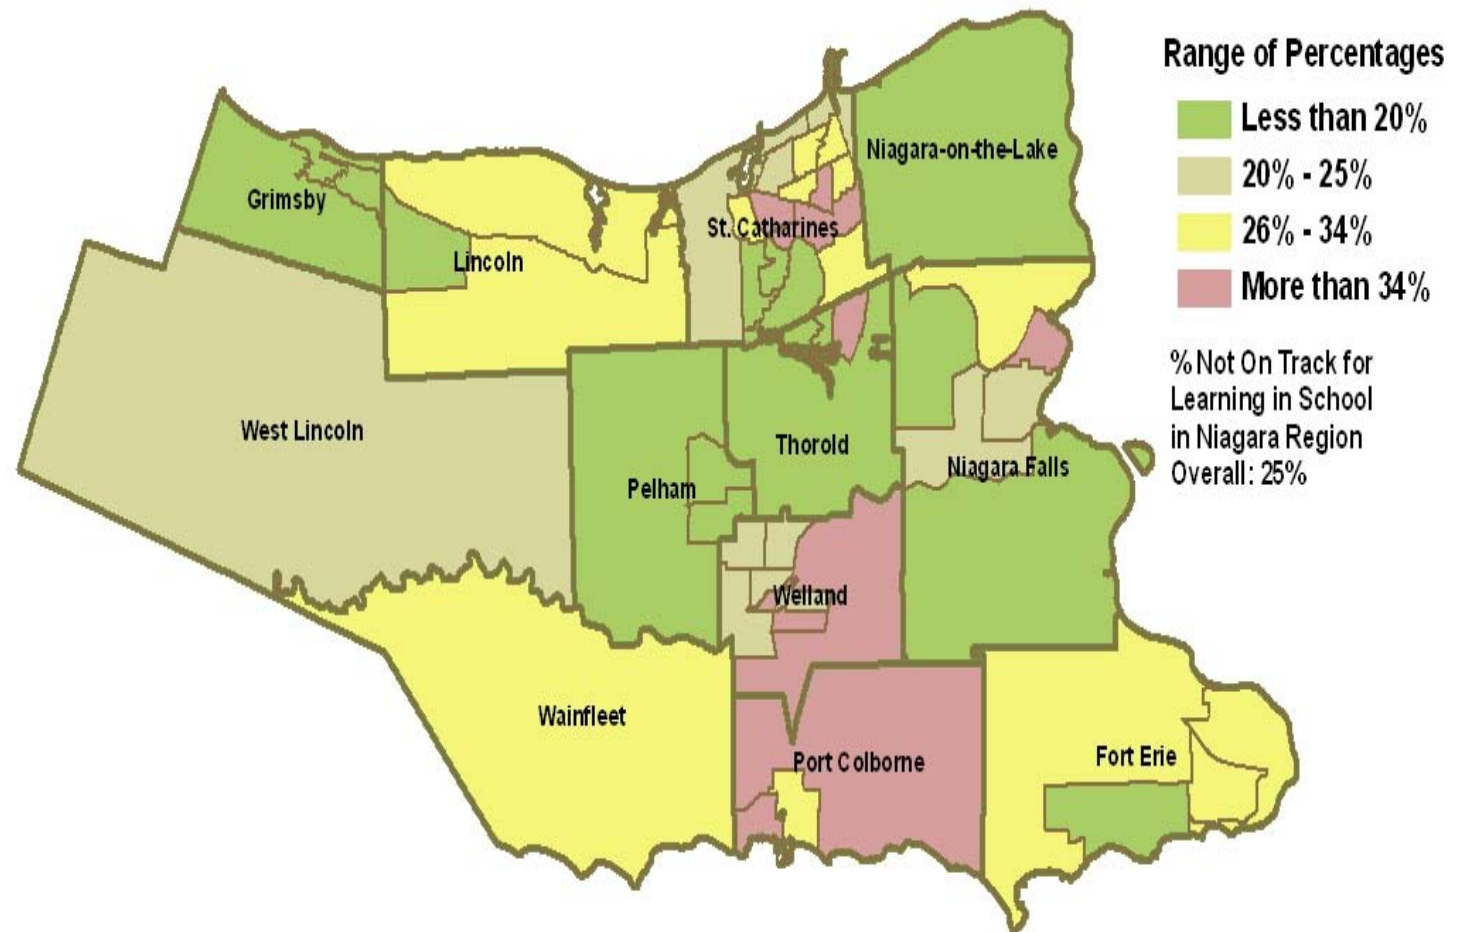 Range of Percentages
Less than 20%
20% - 25%
26% - 34%
More than 34%
% Not On Track for
Learning in School
in Niagara Region
Overall: 25%
Niagara-on-the-Lake
Grimsby
St. Catharines
Lincoln
West Lincoln
Thorold
Niagara Falls
Pelham
Welland
Wainfleet
Fort Erie
Port Colborne